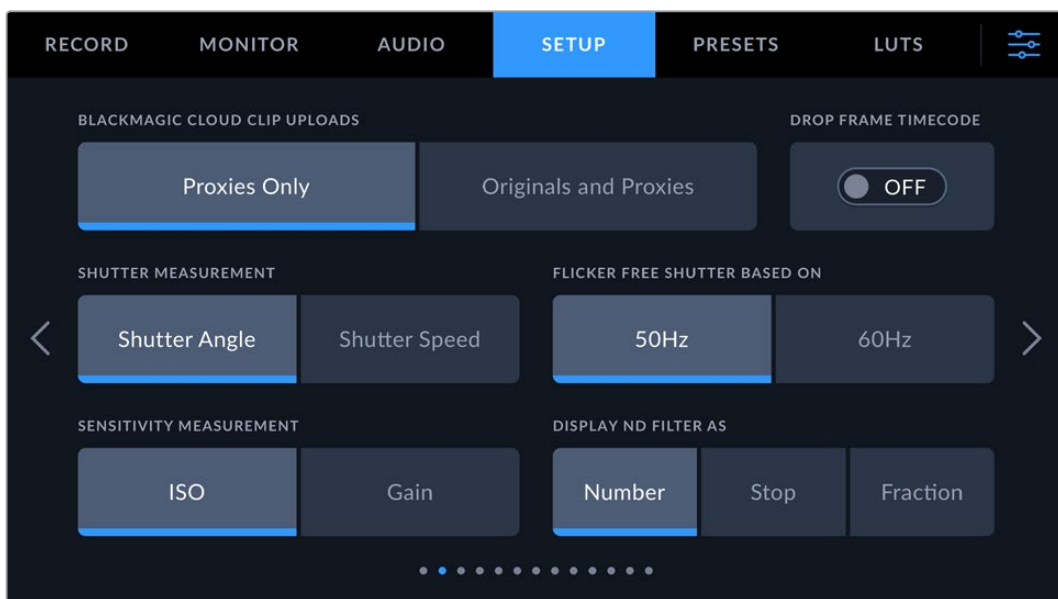 RECORD MONITOR AUDIO SETUP PRESETS LUTS
BLACKMAGIC CLOUD CLIP UPLOADS DROP FRAME TIMECODE
Proxies Only Originals and Proxies OFF
SHUTTER MEASUREMENT FLICKER FREE SHUTTER BASED ON
Shutter Angle Shutter Speed 50Hz 60Hz
SENSITIVITY MEASUREMENT DISPLAY ND FILTER AS
ISO Gain Number Stop Fraction